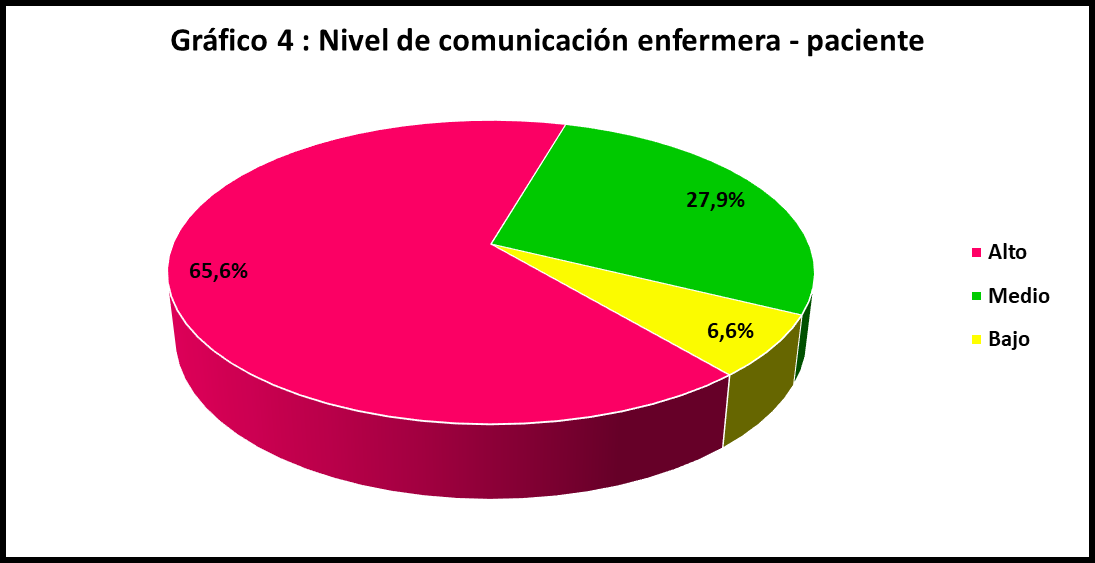 Gráfico 4 : Nivel de comunicación enfermera - paciente
27,9%
65,6%
6,6%
Alto
Medio
Bajo